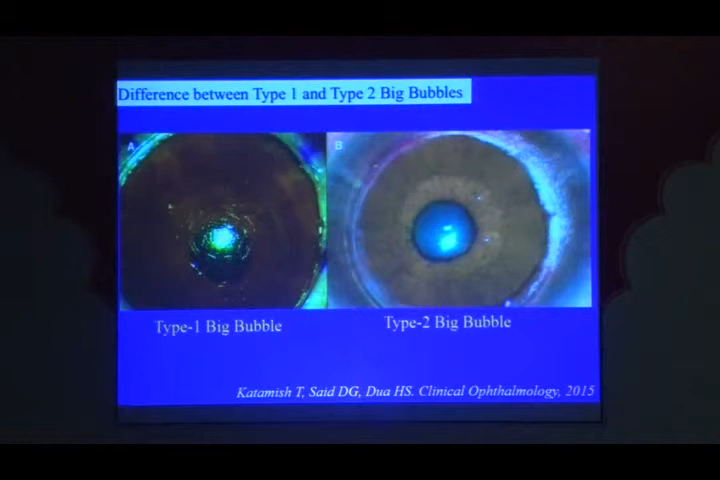 Difference between Type 1 and Type 2 Big Bubbles
A
B
Type-1 Big Bubble
Type-2 Big Bubble
Katamish T, Said DG, Dua HS. Clinical Ophthalmology, 2015